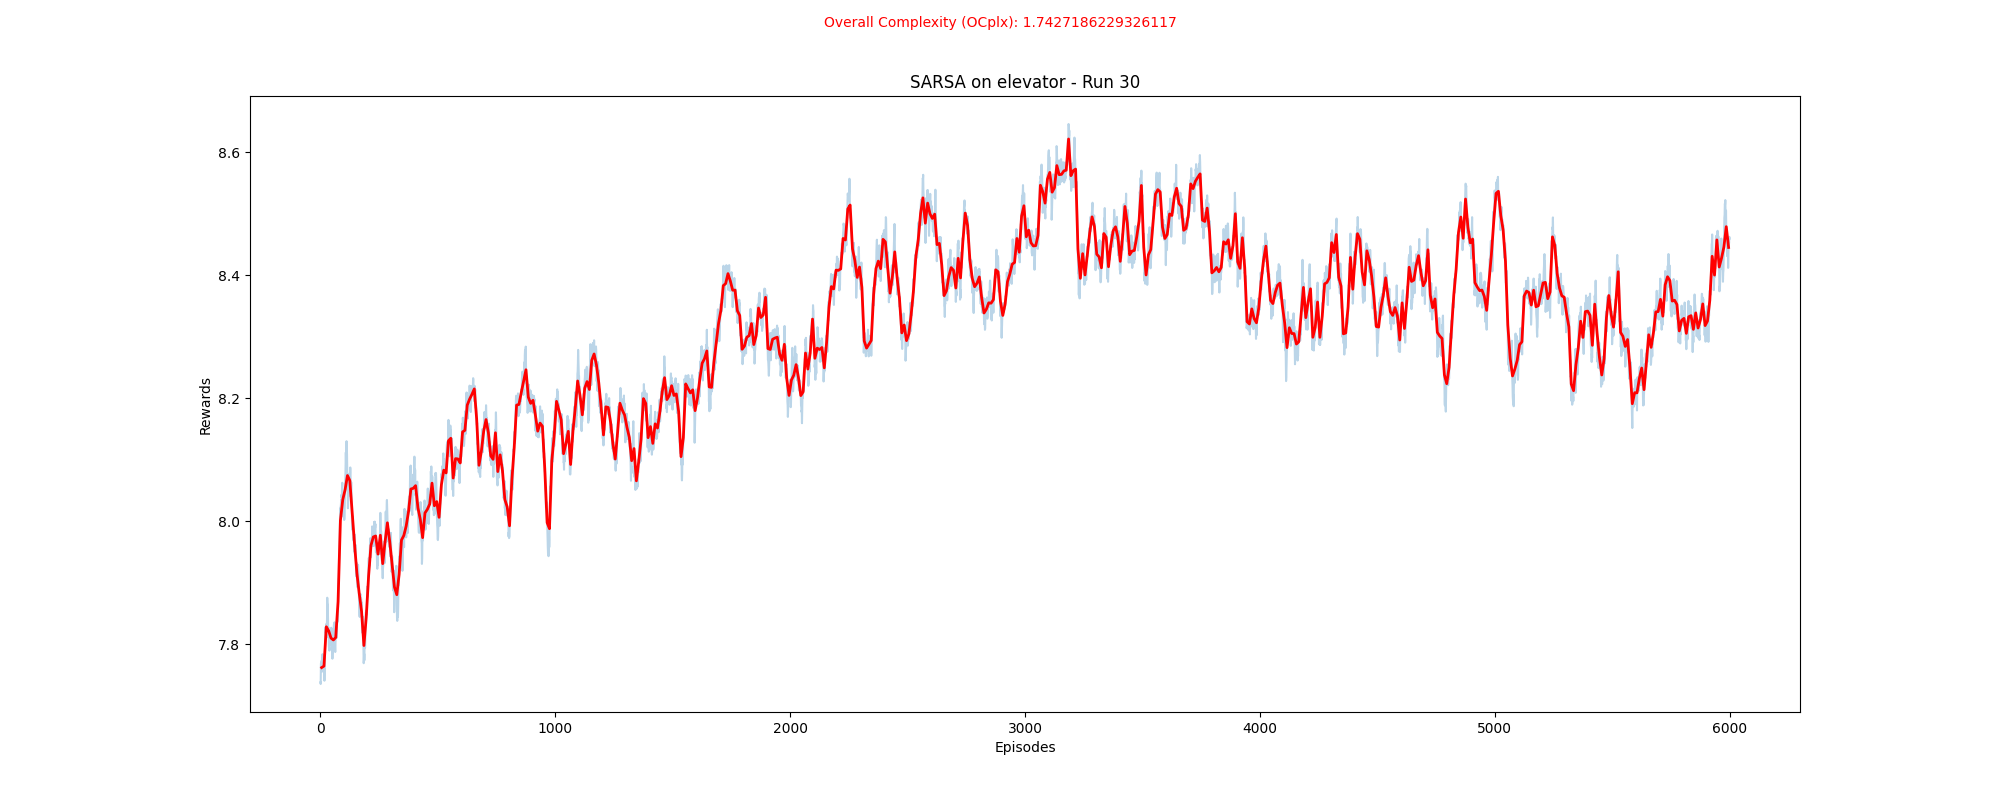 Overall Complexity (OCplx): 1.7427186229326117
SARSA on elevator - Run 30
8.6
8.4
8.2
8.0
7.8
Rewards
0 1000 2000 3000 4000 5000 6000
Episodes